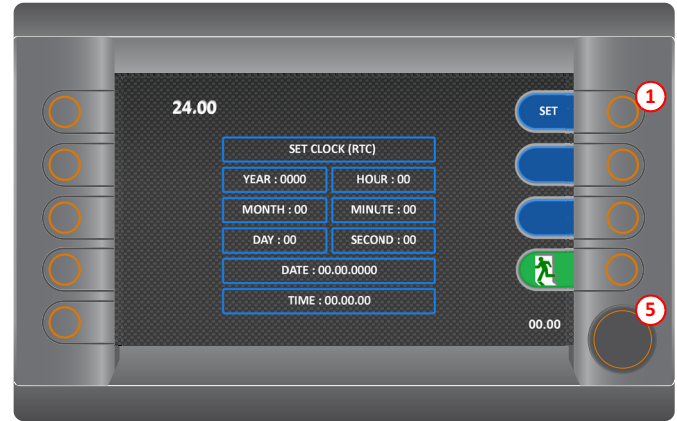 1
24.00
SET
SET CLOCK (RTC)
YEAR : 0000 HOUR : 00
MONTH : 00 MINUTE : 00
DAY : 00 SECOND : 00
DATE : 00.00.0000
TIME : 00.00.00
5
00.00